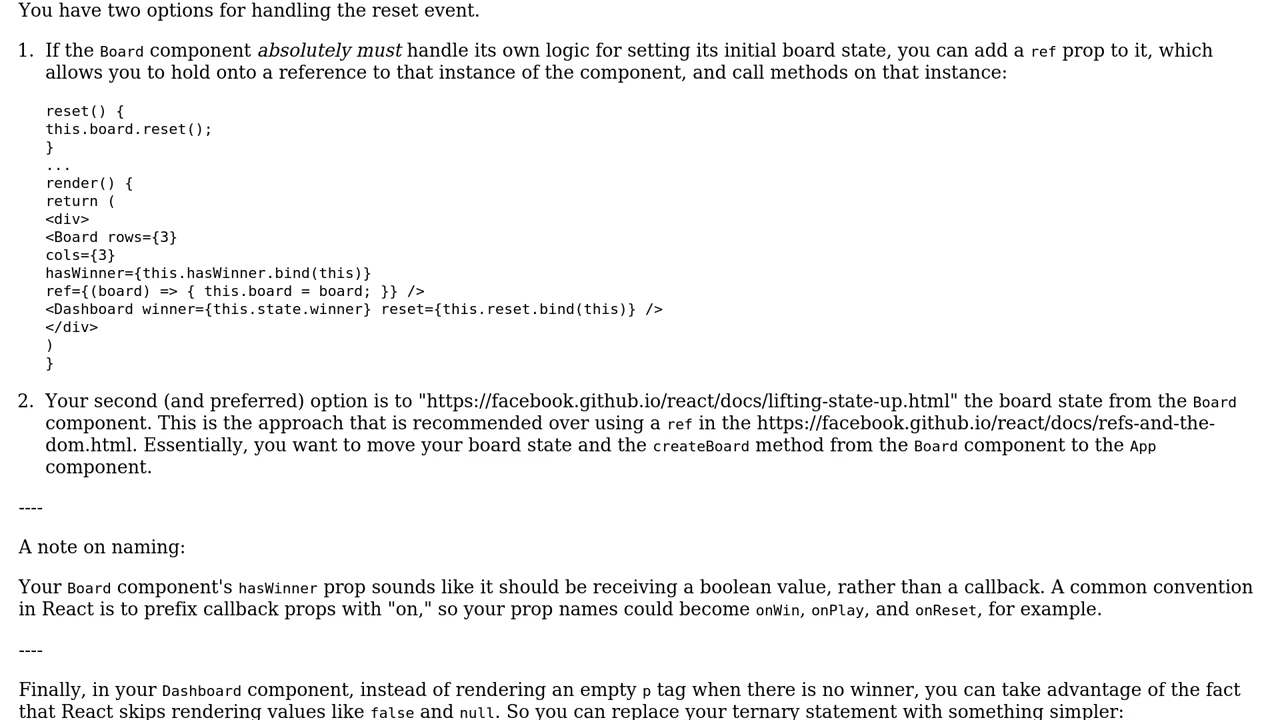 You have two options for handling the reset event.
1. If the Board component absolutely must handle its own logic for setting its initial board state, you can add a ref prop to it, which
allows you to hold onto a reference to that instance of the component, and call methods on that instance:
reset() {
this.board.reset();
}
...
render() {
return (
<div>
<Board rows={3}
cols={3}
hasWinner={this.hasWinner.bind(this)}
ref={(board) => { this.board = board; }} />
<Dashboard winner={this.state.winner} reset={this.reset.bind(this)} />
</div>
)
}
2. Your second (and preferred) option is to "https://facebook.github.io/react/docs/lifting-state-up.html" the board state from the Board
component. This is the approach that is recommended over using a ref in the https://facebook.github.io/react/docs/refs-and-the-
dom.html. Essentially, you want to move your board state and the createBoard method from the Board component to the App
component.
----
A note on naming:
Your Board component's hasWinner prop sounds like it should be receiving a boolean value, rather than a callback. A common convention
in React is to prefix callback props with "on," so your prop names could become onWin, onPlay, and onReset, for example.
----
Finally, in your Dashboard component, instead of rendering an empty p tag when there is no winner, you can take advantage of the fact
that React skips rendering values like false and null. So you can replace your ternary statement with something simpler: